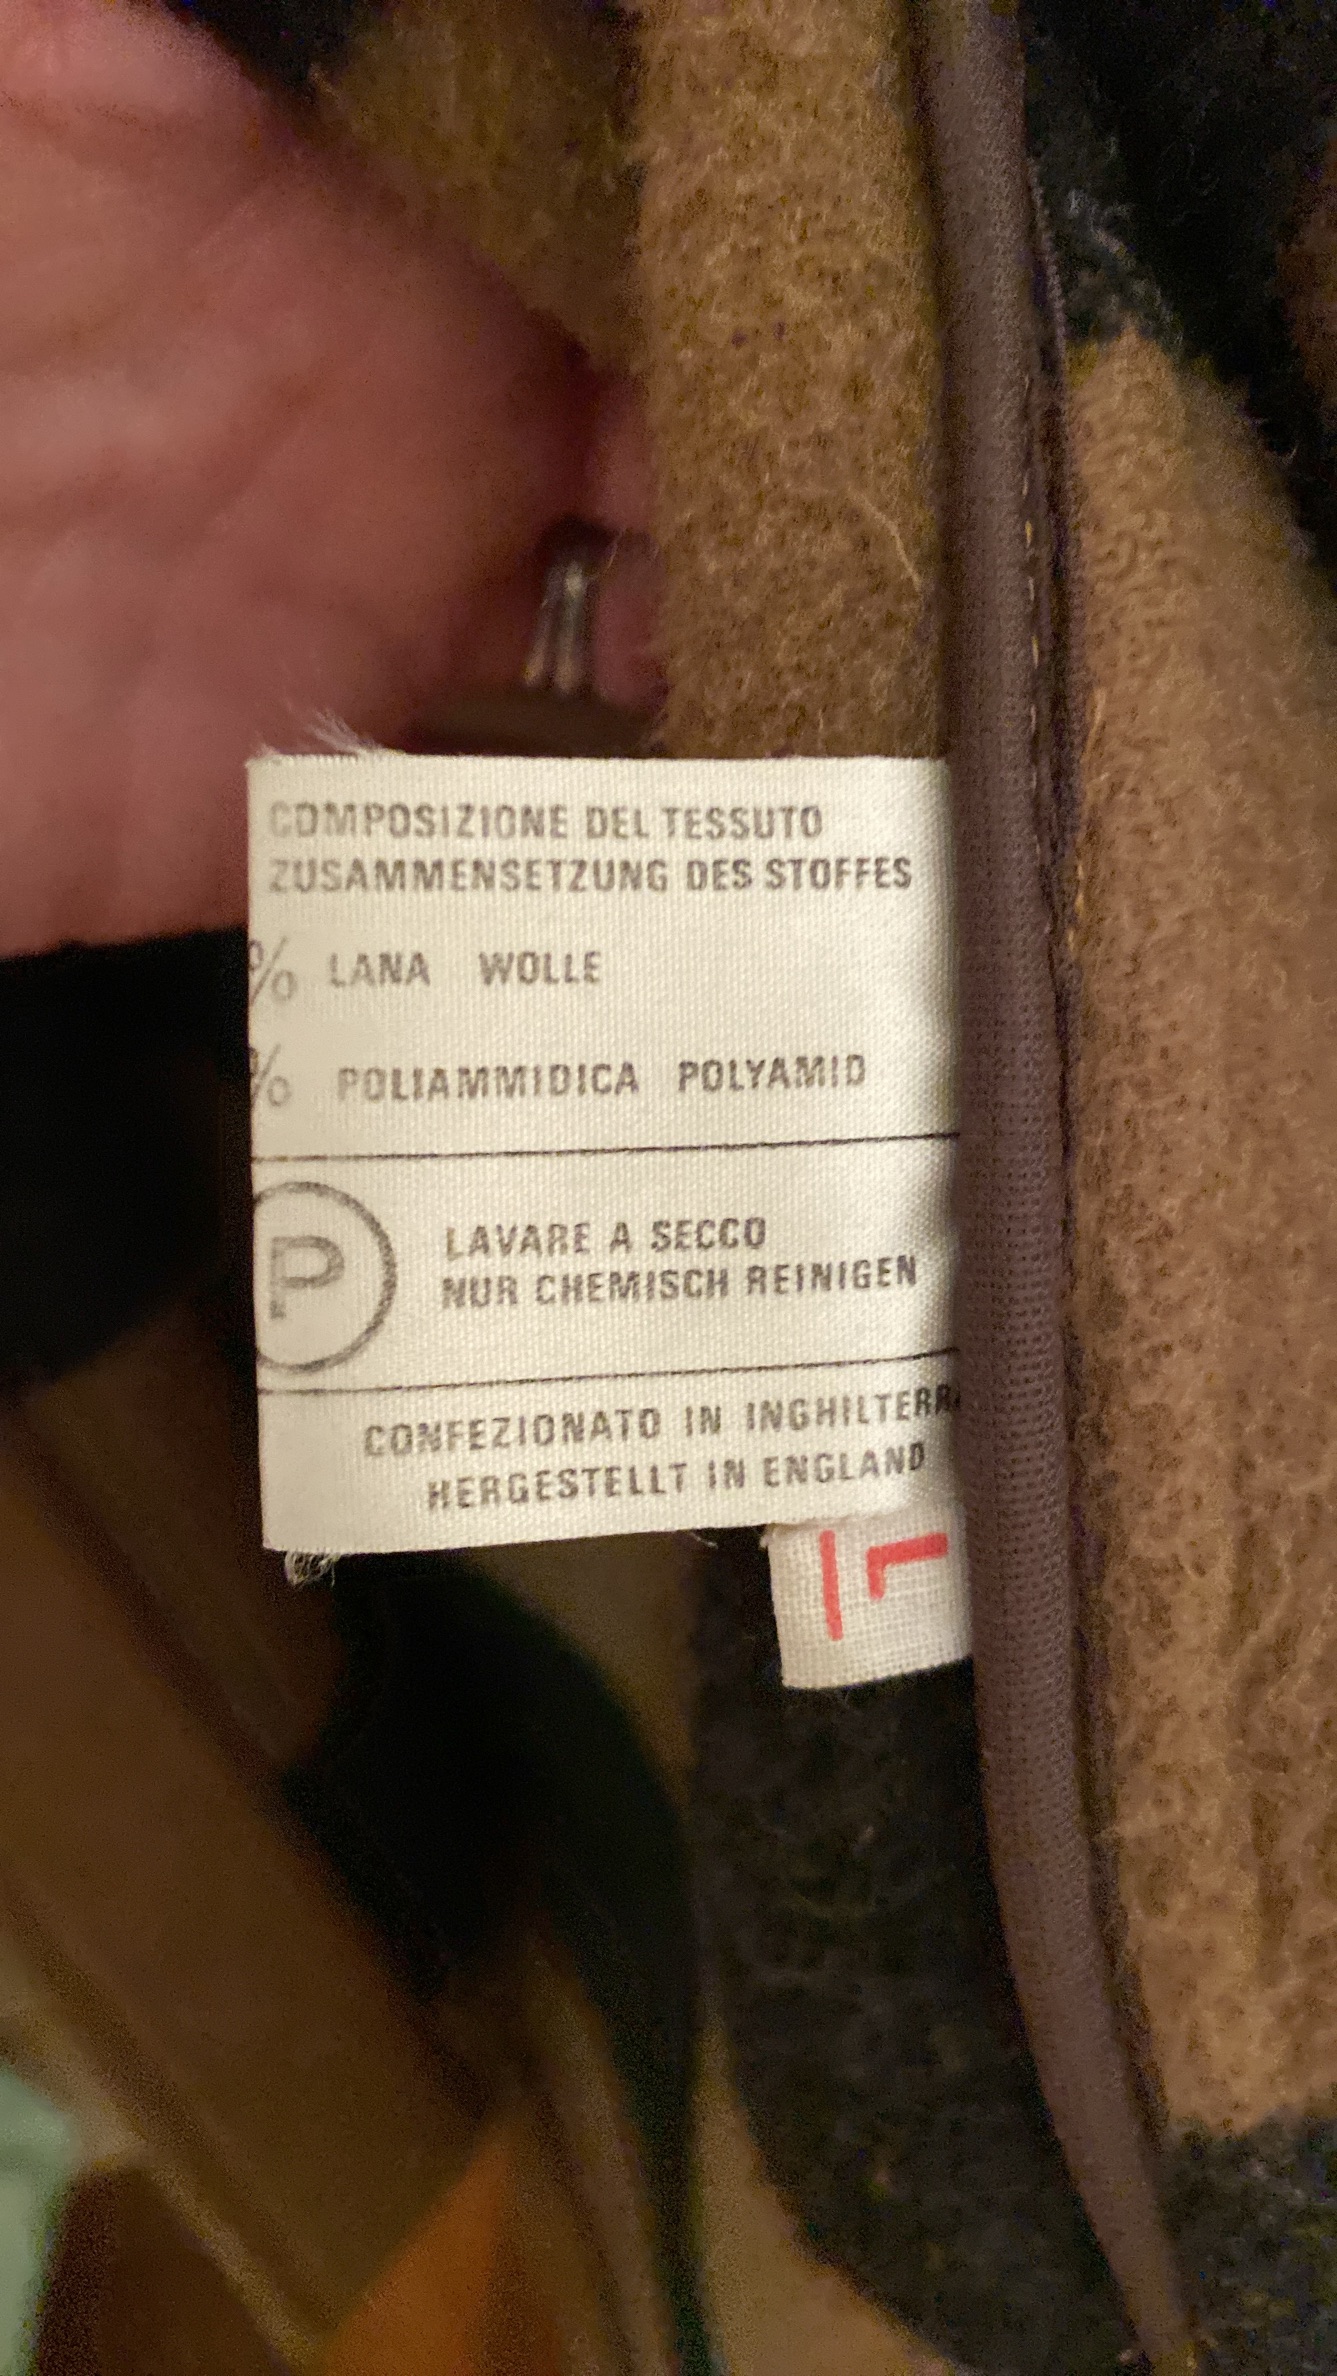 COMPOSIZIONE DEL TESSUTO
ZUSAMMENSETZUNG DES STOFFES
% LANA WOLLE
% POLIAMMIDICA POLYAMID
P
LAVARE A SECCO
NUR CHEMISCH REINIGEN
CONFEZIONATO IN INGHILTERRA
HERGESTELLT IN ENGLAND